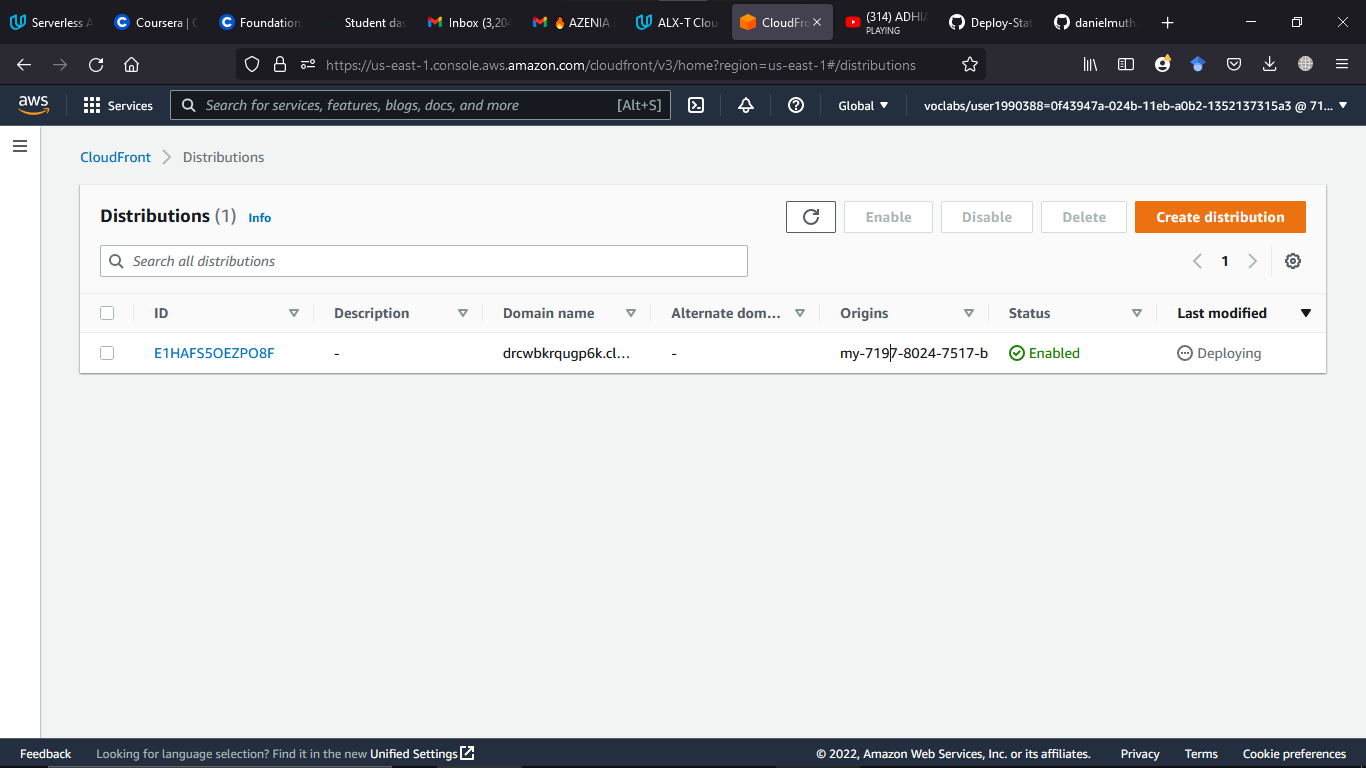 Serverless A
Coursera | C
Foundation
Student das
Inbox (3,204
AZENIA
ALX-T Clou
CloudFro
(314) ADHIA
PLAYING
Deploy-Stat
danielmuth
https://us-east-1.console.aws.amazon.com/cloudfront/v3/home?region=us-east-1#/distributions
aws
Services
Search for services, features, blogs, docs, and more
[Alt+S]
Global
voclabs/user1990388=0f43947a-024b-11eb-a0b2-1352137315a3 @ 71...
CloudFront
Distributions
Distributions (1)
Info
Enable
Disable
Delete
Create distribution
Search all distributions
1
ID
Description
Domain name
Alternate dom...
Origins
Status
Last modified
E1HAFS5OEZPO8F
-
drcwbkrqugp6k.cl...
-
my-7197-8024-7517-b
Enabled
Deploying
Feedback
Looking for language selection? Find it in the new Unified Settings
© 2022, Amazon Web Services, Inc. or its affiliates.
Privacy
Terms
Cookie preferences